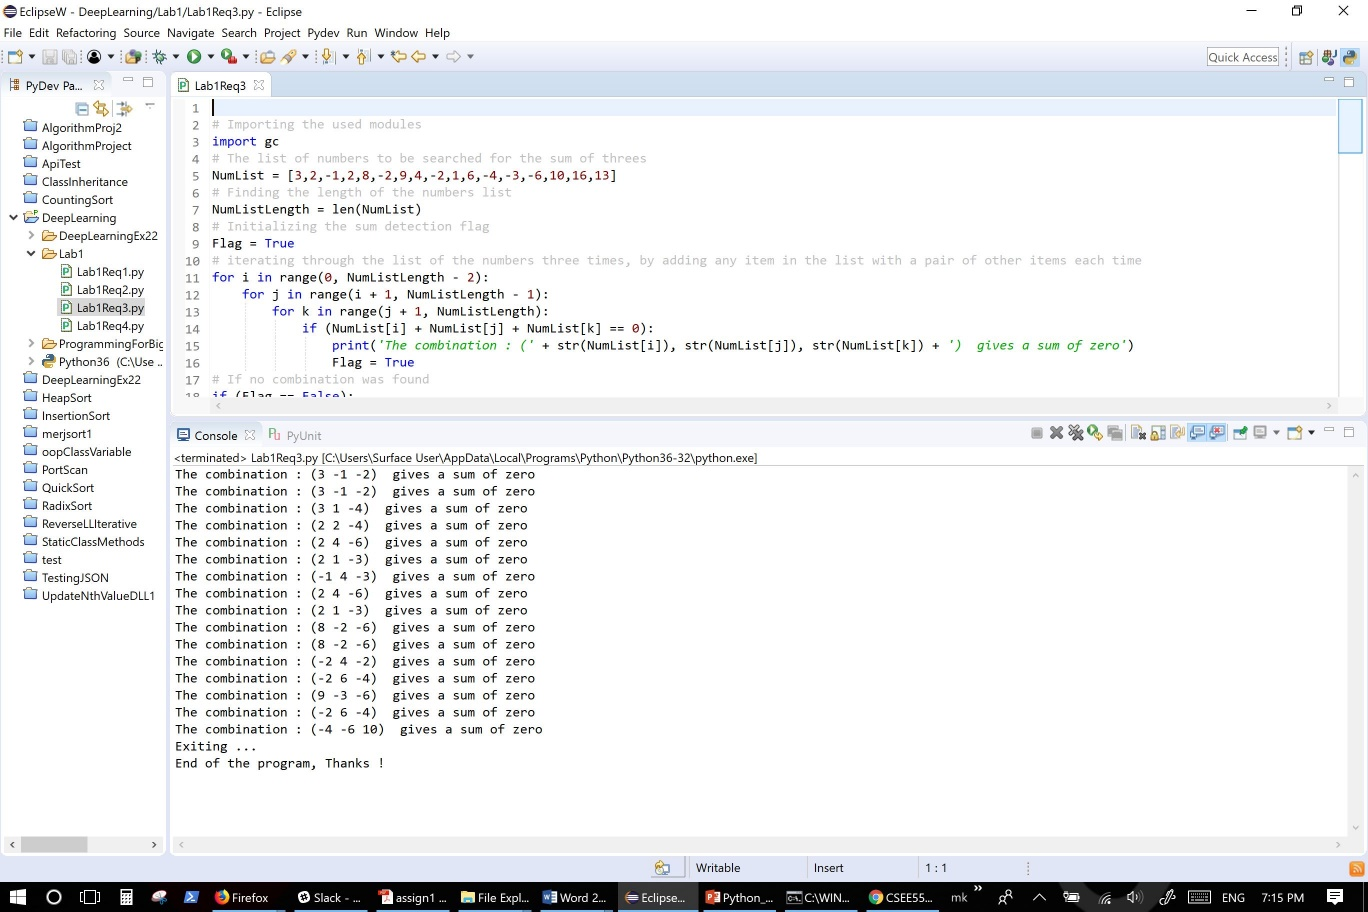 EclipseW - DeepLearning/Lab1/Lab1Req3.py - Eclipse
File Edit Refactoring Source Navigate Search Project Pydev Run Window Help
Quick Access
PyDev Pa...
AlgorithmProj2
AlgorithmProject
ApiTest
ClassInheritance
CountingSort
DeepLearning
DeepLearningEx22
Lab1
Lab1Req1.py
Lab1Req2.py
Lab1Req3.py
Lab1Req4.py
ProgrammingForBig
Python36 (C:\Use ..
DeepLearningEx22
HeapSort
InsertionSort
merjsort1
oopClassVariable
PortScan
QuickSort
RadixSort
ReverseLLIterative
StaticClassMethods
test
TestingJSON
UpdateNthValueDLL1
Lab1Req3
1
2 # Importing the used modules
3 import gc
4 # The list of numbers to be searched for the sum of threes
5 NumList = [3,2,-1,2,8,-2,9,4,-2,1,6,-4,-3,-6,10,16,13]
6 # Finding the length of the numbers list
7 NumListLength = len(NumList)
8 # Initializing the sum detection flag
9 Flag = True
10 # iterating through the list of the numbers three times, by adding any item in the list with a pair of other items each time
11 for i in range(0, NumListLength - 2):
12 for j in range(i + 1, NumListLength - 1):
13 for k in range(j + 1, NumListLength):
14 if (NumList[i] + NumList[j] + NumList[k] == 0):
15 print('The combination : (' + str(NumList[i]), str(NumList[j]), str(NumList[k]) + ')  gives a sum of zero')
16 Flag = True
17 # If no combination was found
18 if (Flag == False):
Console PyUnit
<terminated> Lab1Req3.py [C:\Users\Surface User\AppData\Local\Programs\Python\Python36-32\python.exe]
The combination : (3 -1 -2)  gives a sum of zero
The combination : (3 -1 -2)  gives a sum of zero
The combination : (3 1 -4)  gives a sum of zero
The combination : (2 2 -4)  gives a sum of zero
The combination : (2 4 -6)  gives a sum of zero
The combination : (2 1 -3)  gives a sum of zero
The combination : (-1 4 -3)  gives a sum of zero
The combination : (2 4 -6)  gives a sum of zero
The combination : (2 1 -3)  gives a sum of zero
The combination : (8 -2 -6)  gives a sum of zero
The combination : (8 -2 -6)  gives a sum of zero
The combination : (-2 4 -2)  gives a sum of zero
The combination : (-2 6 -4)  gives a sum of zero
The combination : (9 -3 -6)  gives a sum of zero
The combination : (-2 6 -4)  gives a sum of zero
The combination : (-4 -6 10)  gives a sum of zero
Exiting ...
End of the program, Thanks !
Writable Insert 1 : 1
Firefox Slack - ... assign1 ... File Expl... Word 2... Eclipse... Python_... C:\WIN... CSEE55... mk ENG 7:15 PM